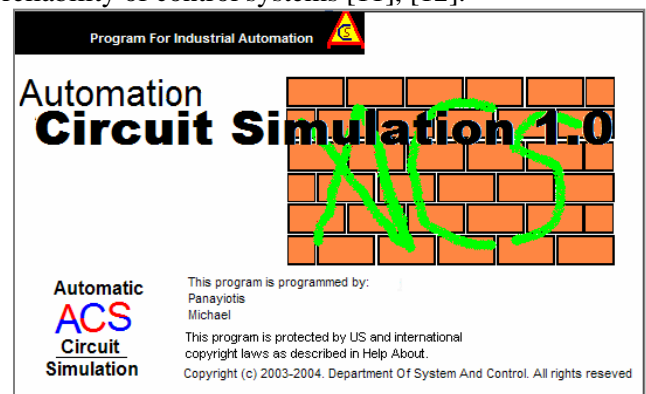 reliability of control systems [11], [12].
Program For Industrial Automation
CS
Automation
Circuit Simulation 1.0
ACS
Automatic
ACS
Circuit
Simulation
This program is programmed by:
Panayiotis
Michael
This program is protected by US and international
copyright laws as described in Help About.
Copyright (c) 2003-2004. Department Of System And Control. All rights reseved